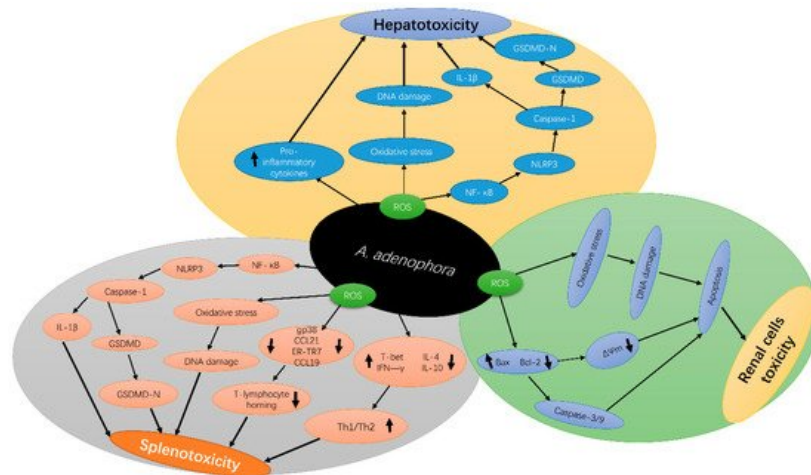 Hepatotoxicity
GSDMD-N
IL-1β
GSDMD
DNA damage
Caspase-1
Pro-
inflammatory
cytokines
Oxidative stress
NLRP3
NF-κB
ROS
A. adenophora
ROS
ROS
NF-κB
NLRP3
Caspase-1
IL-1β
Oxidative stress
GSDMD
DNA damage
GSDMD-N
gp38
CCL21
ER-TR7
CCL19
T-lymphocyte
homing
T-bet IL-4
IFN—γ IL-10
Th1/Th2
Splenotoxicity
Oxidative stress
DNA damage
Apoptosis
Bax Bcl-2
ΔΨm
Caspase-3/9
Renal cells
toxicity